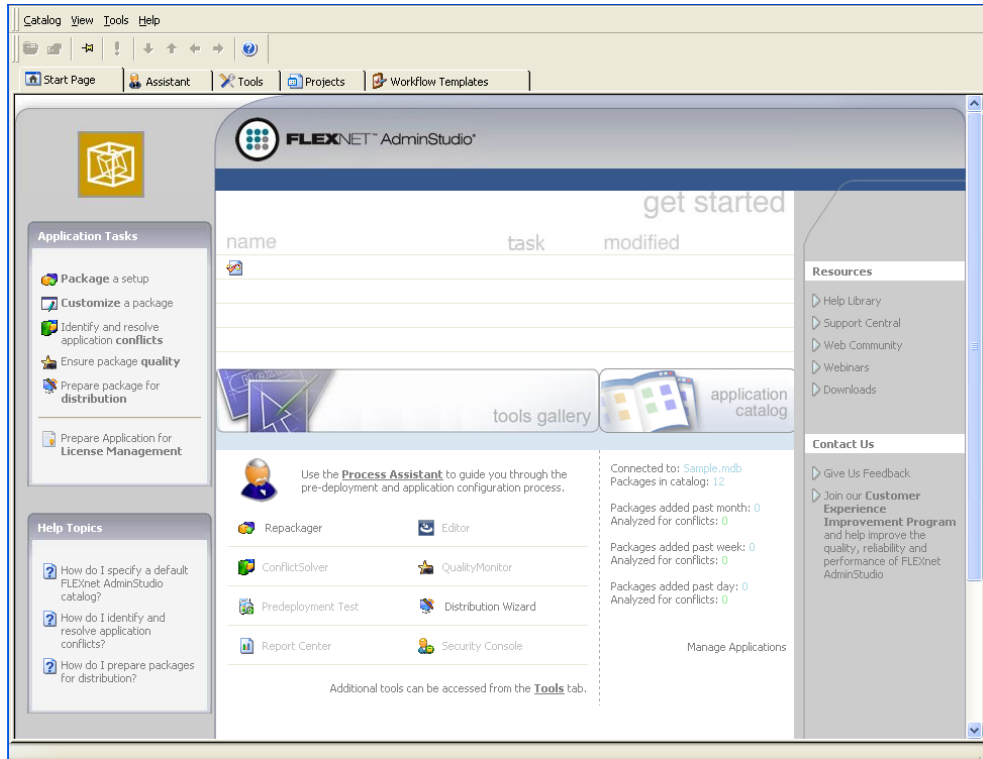 Catalog View Tools Help
Start Page Assistant Tools Projects Workflow Templates
FLEXNET™ AdminStudio®
get started
name task modified
Application Tasks
Package a setup
Customize a package
Identify and resolve
application conflicts
Ensure package quality
Prepare package for
distribution
Prepare Application for
License Management
Help Topics
How do I specify a default
FLEXnet AdminStudio
catalog?
How do I identify and
resolve application
conflicts?
How do I prepare packages
for distribution?
tools gallery
application
catalog
Use the Process Assistant to guide you through the
pre-deployment and application configuration process.
Repackager Editor
ConflictSolver QualityMonitor
Predeployment Test Distribution Wizard
Report Center Security Console
Additional tools can be accessed from the Tools tab.
Connected to: Sample.mdb
Packages in catalog: 12
Packages added past month: 0
Analyzed for conflicts: 0
Packages added past week: 0
Analyzed for conflicts: 0
Packages added past day: 0
Analyzed for conflicts: 0
Manage Applications
Resources
Help Library
Support Central
Web Community
Webinars
Downloads
Contact Us
Give Us Feedback
Join our Customer
Experience
Improvement Program
and help improve the
quality, reliability and
performance of FLEXnet
AdminStudio